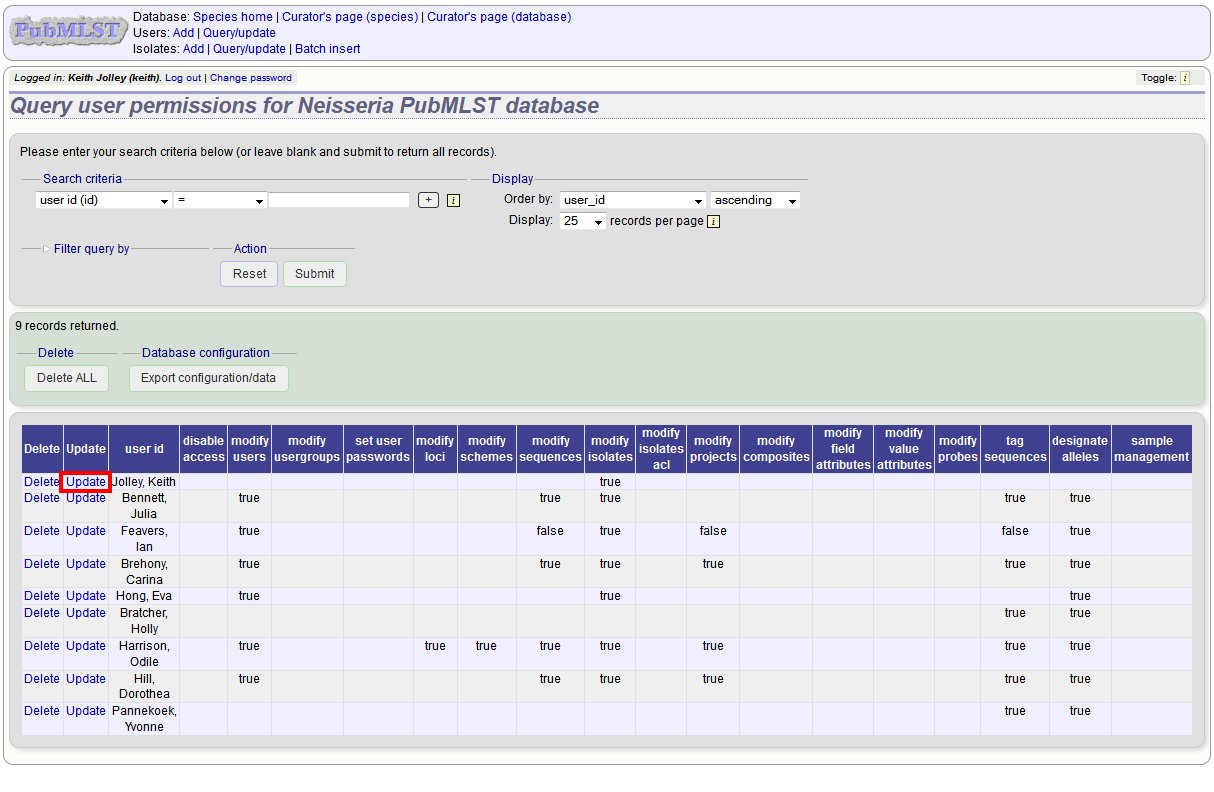 PubMLST
Database: Species home | Curator's page (species) | Curator's page (database)
Users: Add | Query/update
Isolates: Add | Query/update | Batch insert
Logged in: Keith Jolley (keith). Log out | Change password
Toggle: i
Query user permissions for Neisseria PubMLST database
Please enter your search criteria below (or leave blank and submit to return all records).
Search criteria
user id (id) = + i
Display
Order by: user_id ascending
Display: 25 records per page i
Filter query by
Action
Reset Submit
9 records returned.
Delete
Delete ALL
Database configuration
Export configuration/data
Delete Update user id disable access modify users modify usergroups set user passwords modify loci modify schemes modify sequences modify isolates modify isolates acl modify projects modify composites modify field attributes modify value attributes modify probes tag sequences designate alleles sample management
Delete Update Jolley, Keith true
Delete Update Bennett, Julia true true true true true
Delete Update Feavers, Ian true false true false false true
Delete Update Brehony, Carina true true true true true true
Delete Update Hong, Eva true true true
Delete Update Bratcher, Holly true true
Delete Update Harrison, Odile true true true true true true true true
Delete Update Hill, Dorothea true true true true true true
Delete Update Pannekoek, Yvonne true true